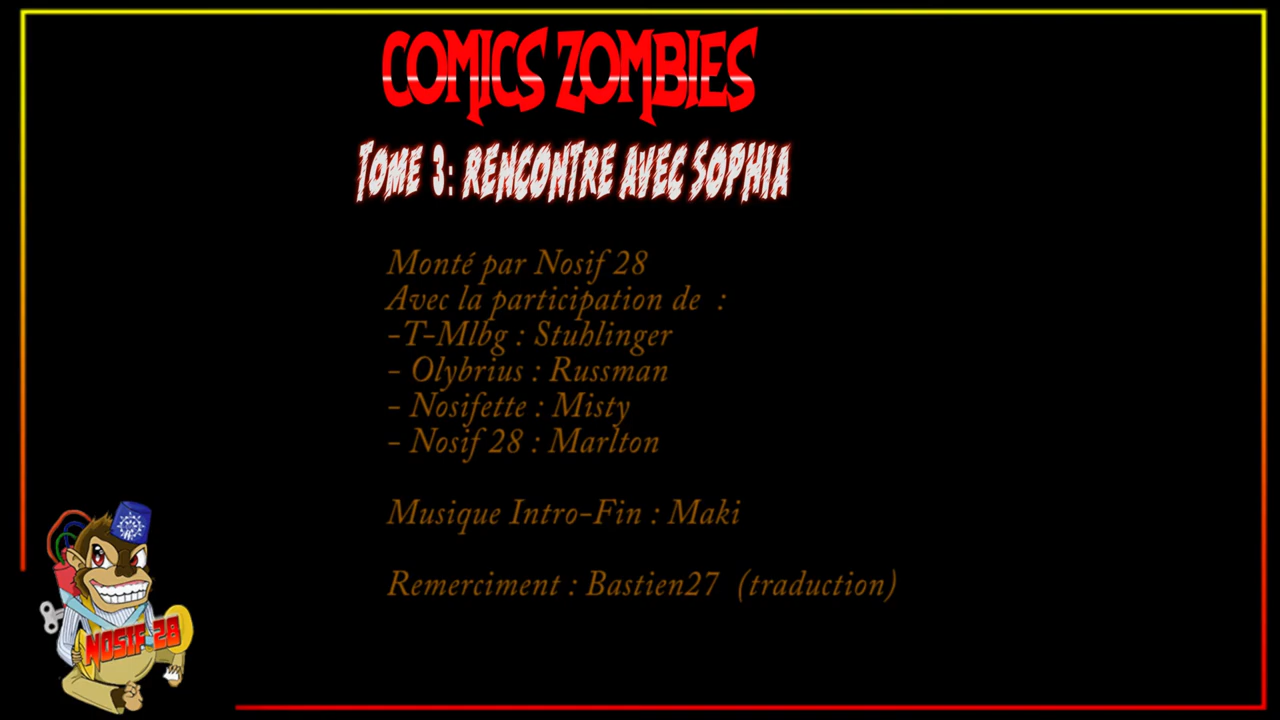 COMICS ZOMBIES
TOME 3: RENCONTRE AVEC SOPHIA
Monté par Nosif 28
Avec la participation de  :
-T-Mlbg : Stuhlinger
- Olybrius : Russman
- Nosifette : Misty
- Nosif 28 : Marlton
Musique Intro-Fin : Maki
Remerciment : Bastien27  (traduction)
NOSIF 28